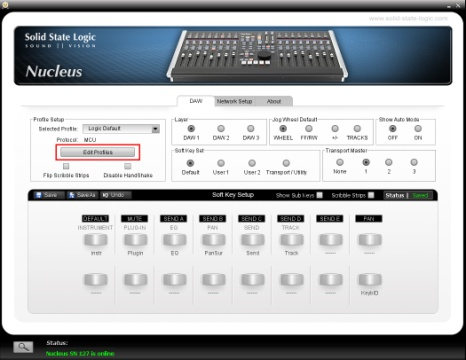 www.solid-state-logic.com
Solid State Logic
SOUND || VISION
Nucleus
DAW Network Setup About
Profile Setup
Selected Profile: Logic Default
Protocol: MCU
Edit Profiles
Flip Scribble Strips Disable HandShake
Layer
DAW 1 DAW 2 DAW 3
Jog Wheel Default
WHEEL FF/RW +/- TRACKS
Show Auto Mode
OFF ON
Soft Key Set
Default User 1 User 2 Transport / Utility
Transport Master
None 1 2 3
Save Save As Undo Soft Key Setup Show Sub keys Scribble Strips Status | Saved
DEFAULT MUTE SEND A SEND B SEND C SEND D SEND E PAN
INSTRUMENT PLUG-IN EQ PAN SEND TRACK ----- -----
Instr Plugin EQ PanSur Send Track ----- -----
----- ----- ----- ----- ----- ----- ----- KeyHD
Status:
Nucleus SN 127 is online